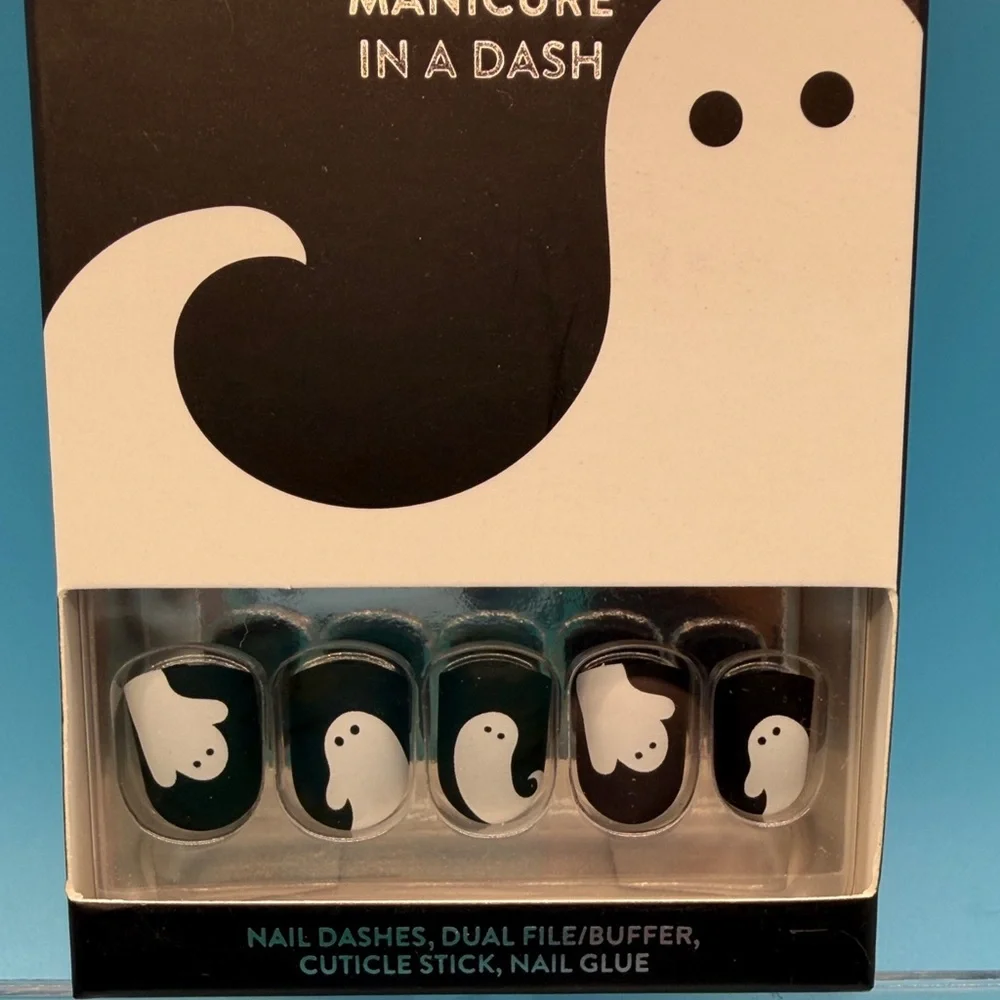 MANICURE
IN A DASH
NAIL DASHES, DUAL FILE/BUFFER,
CUTICLE STICK, NAIL GLUE